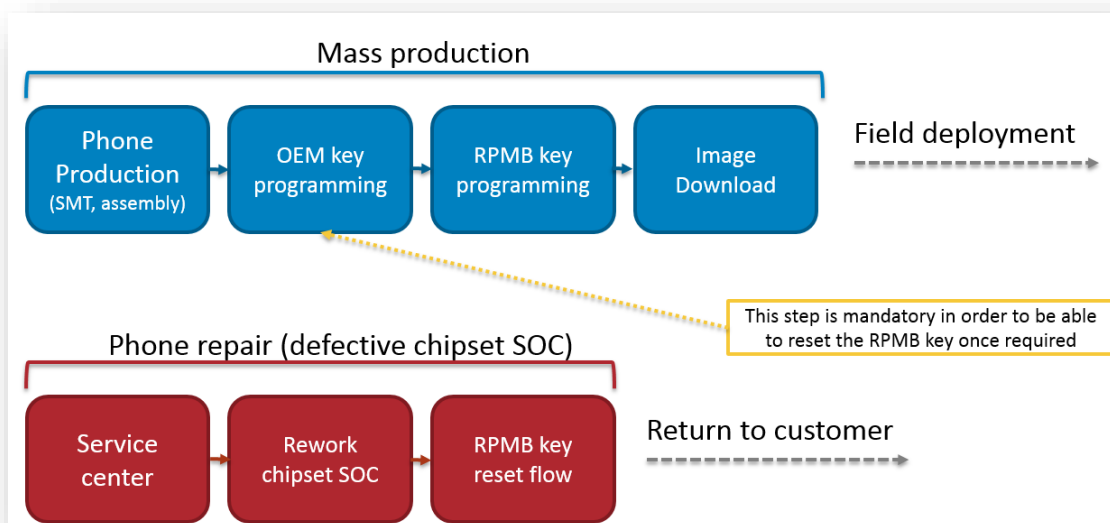 Mass production
Phone
Production
(SMT, assembly)
OEM key
programming
RPMB key
programming
Image
Download
Field deployment
This step is mandatory in order to be able
to reset the RPMB key once required
Phone repair (defective chipset SOC)
Service
center
Rework
chipset SOC
RPMB key
reset flow
Return to customer